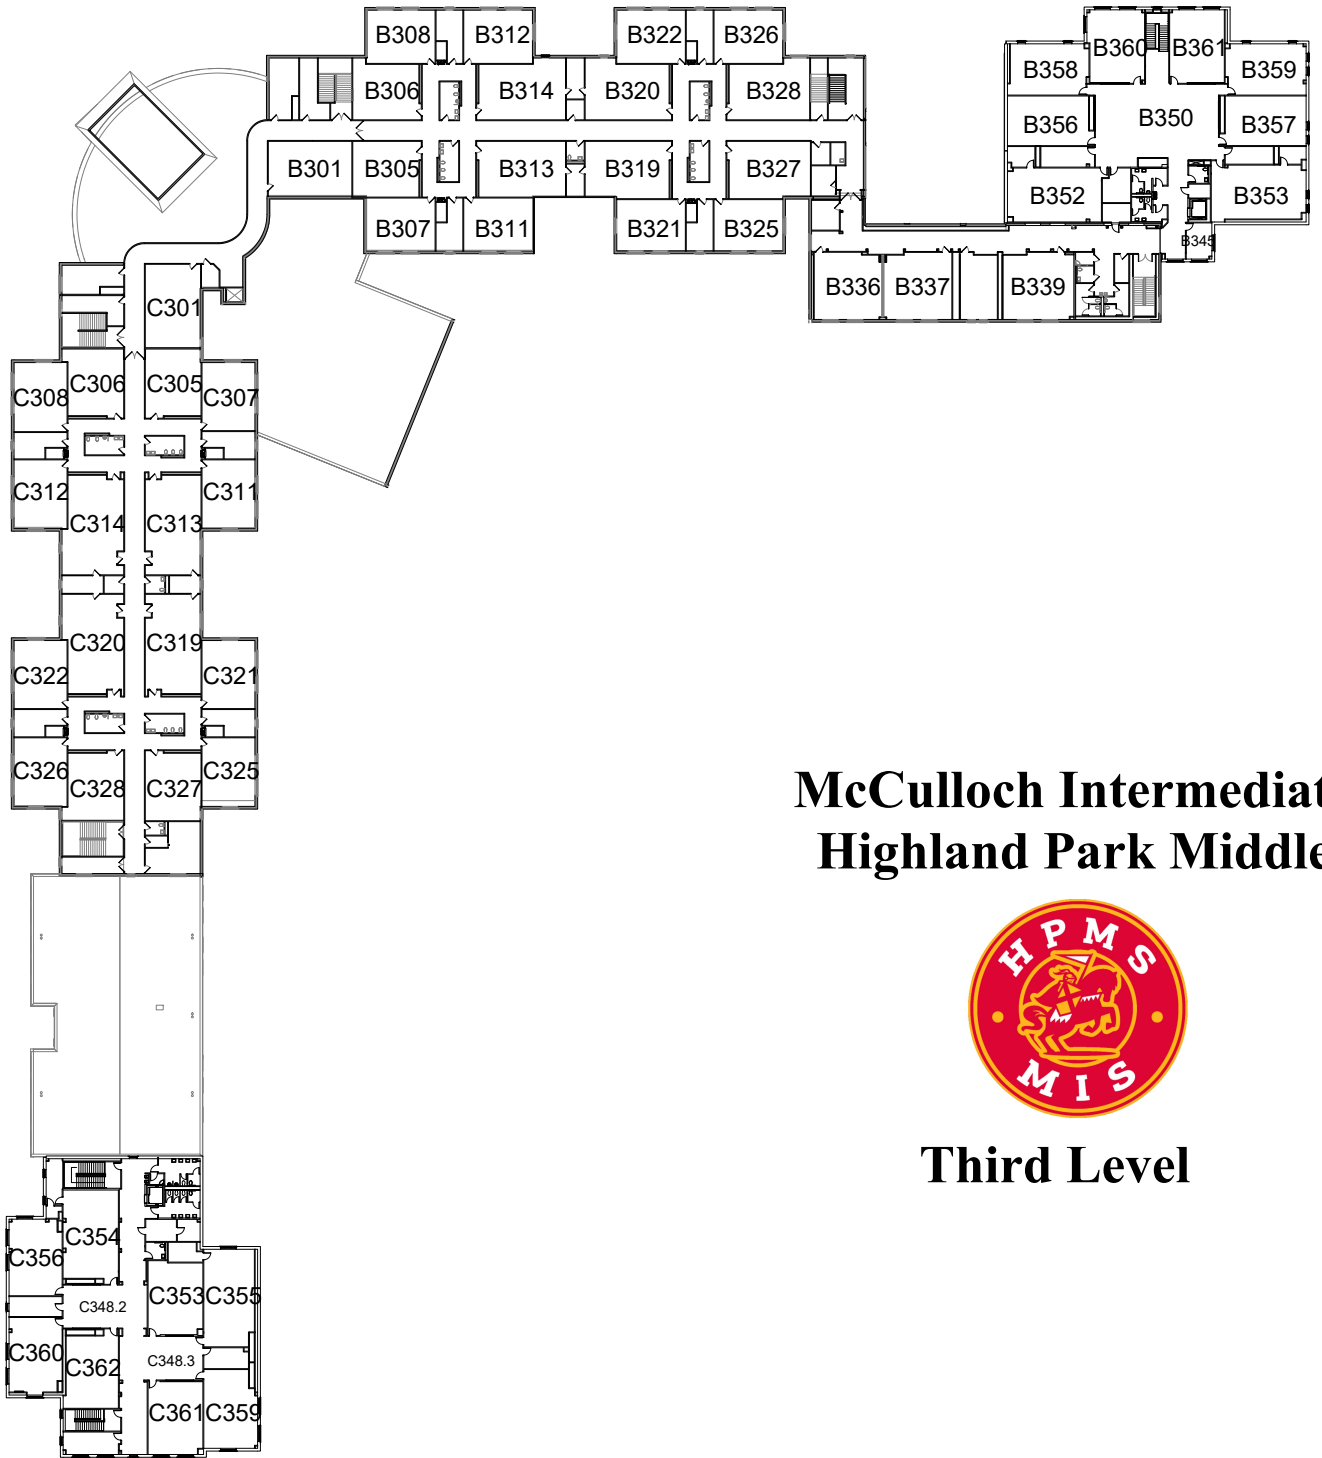 B308 B312 B322 B326
B306 B314 B320 B328
B301 B305 B313 B319 B327
B307 B311 B321 B325
B360 B361
B358 B359
B356 B350 B357
B352 B353
B345
B336 B337 B339
C301
C306 C305
C308 C307
C312 C311
C314 C313
C320 C319
C322 C321
C326 C325
C328 C327
McCulloch Intermediat
Highland Park Middle
HPMS
MIS
Third Level
C354
C356
C353 C355
C348.2
C360 C362 C348.3
C361 C359